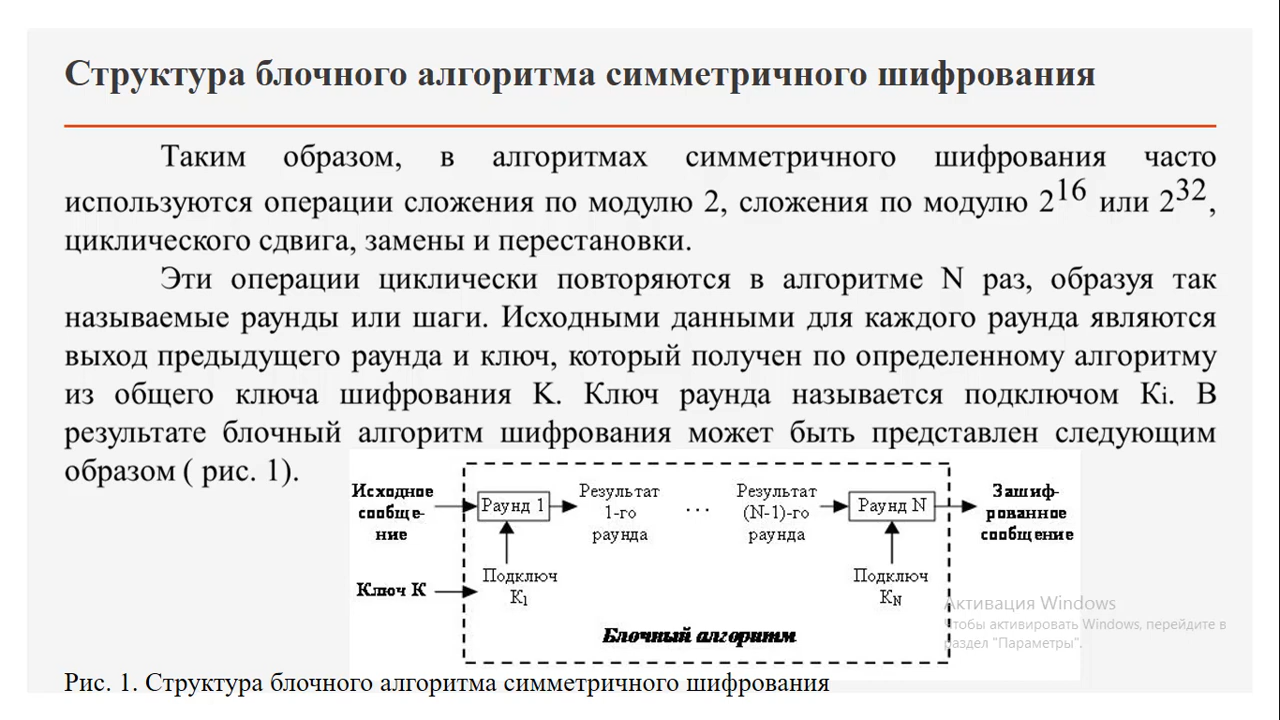 Структура блочного алгоритма симметричного шифрования
Таким образом, в алгоритмах симметричного шифрования часто
используются операции сложения по модулю 2, сложения по модулю 2^16 или 2^32,
циклического сдвига, замены и перестановки.
Эти операции циклически повторяются в алгоритме N раз, образуя так
называемые раунды или шаги. Исходными данными для каждого раунда являются
выход предыдущего раунда и ключ, который получен по определенному алгоритму
из общего ключа шифрования K. Ключ раунда называется подключом Кi. В
результате блочный алгоритм шифрования может быть представлен следующим
образом ( рис. 1).
Исходное
сообще-
ние
Раунд 1
Результат
1-го
раунда
...
Результат
(N-1)-го
раунда
Раунд N
Зашиф-
рованное
сообщение
Ключ K
Подключ
K1
Подключ
KN
Блочный алгоритм
Активация Windows
Чтобы активировать Windows, перейдите в
раздел "Параметры".
Рис. 1. Структура блочного алгоритма симметричного шифрования